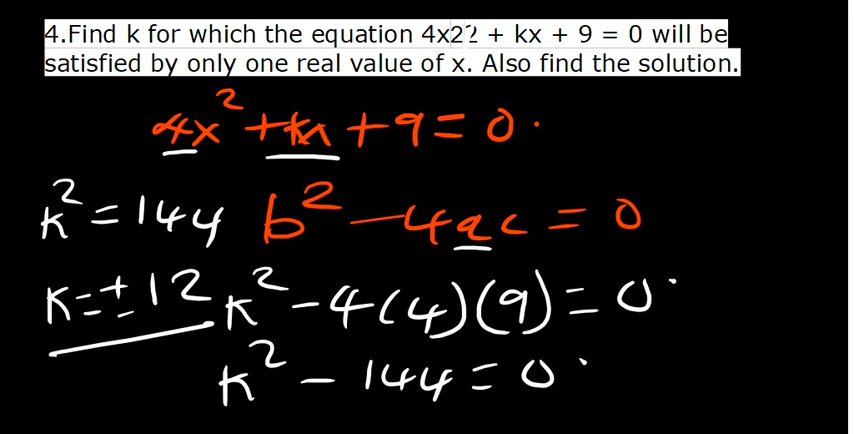 4.Find k for which the equation 4x22 + kx + 9 = 0 will be
satisfied by only one real value of x. Also find the solution.
4x² + kx + 9 = 0.
k² = 144
b² - 4ac = 0
k = ± 12
k² - 4(4)(9) = 0.
k² - 144 = 0.